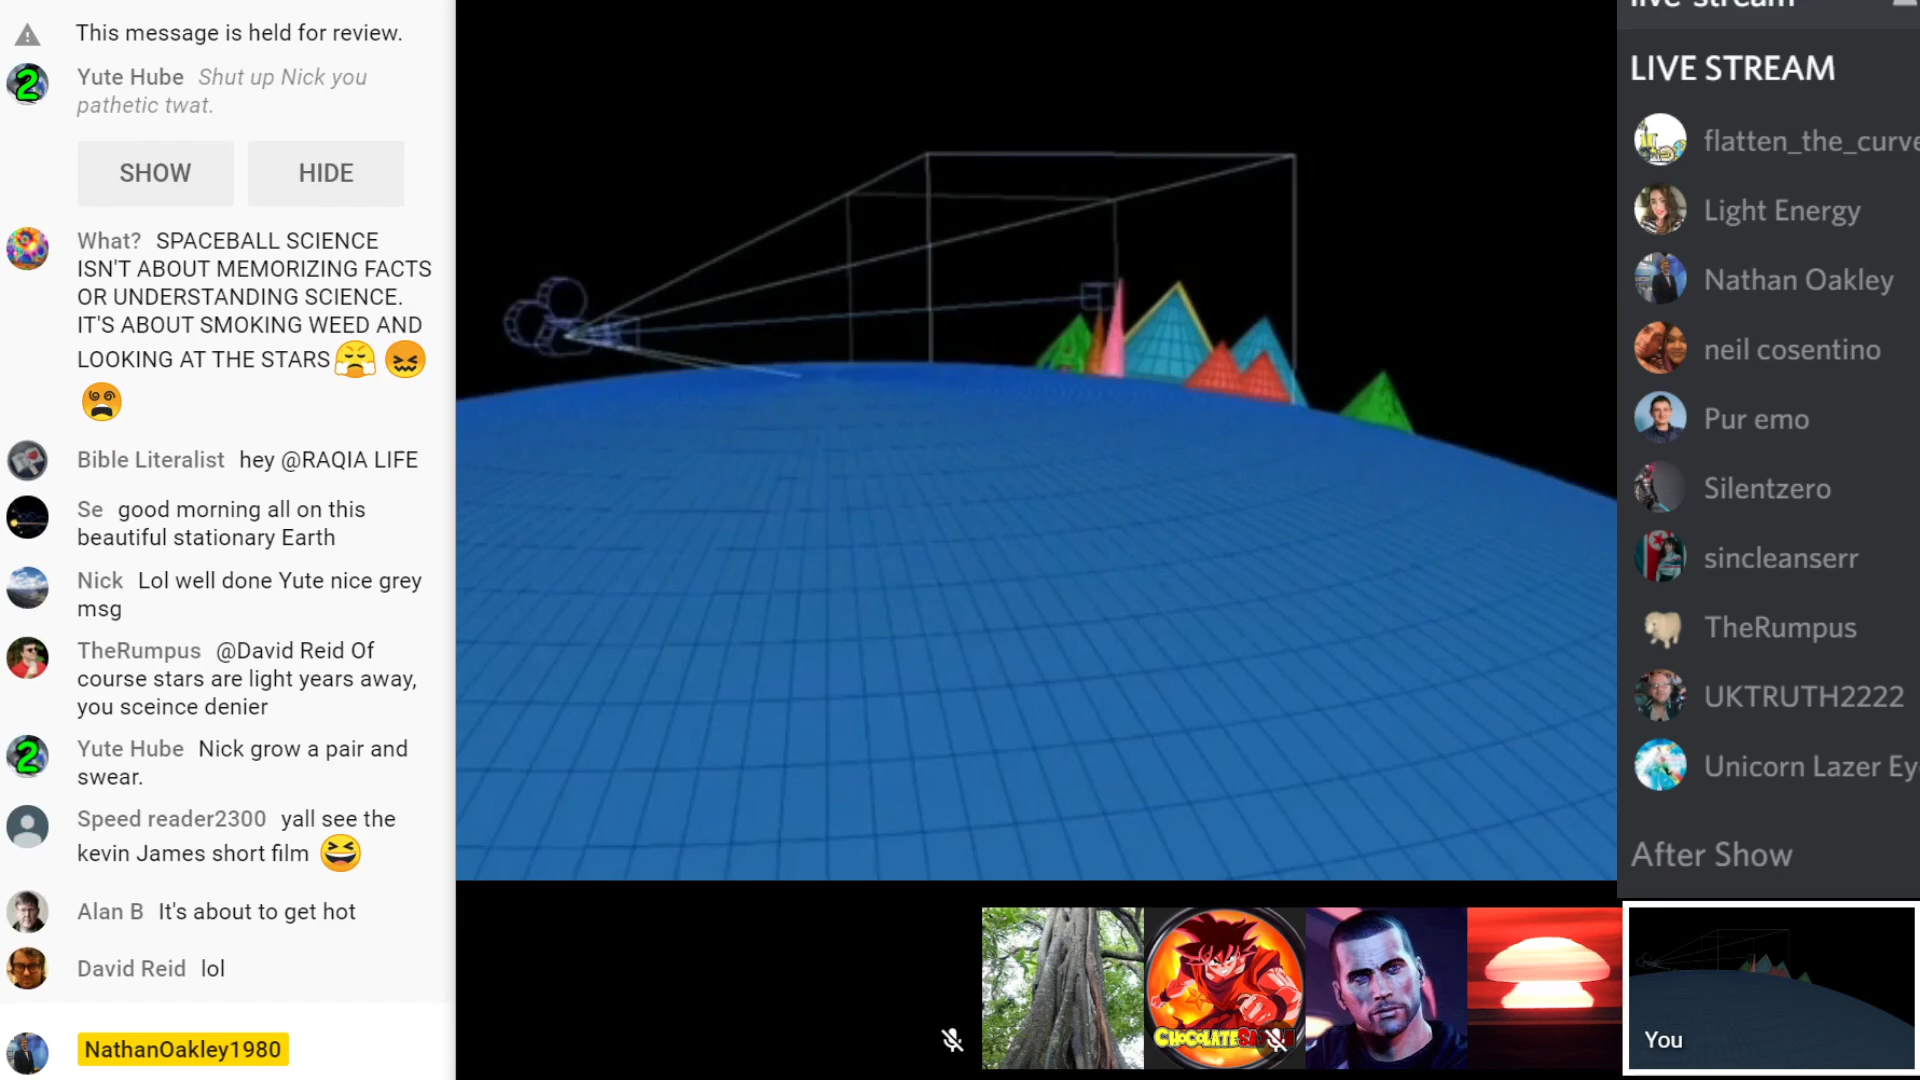 This message is held for review.
Yute Hube Shut up Nick you
pathetic twat.
SHOW HIDE
What? SPACEBALL SCIENCE
ISN'T ABOUT MEMORIZING FACTS
OR UNDERSTANDING SCIENCE.
IT'S ABOUT SMOKING WEED AND
LOOKING AT THE STARS
Bible Literalist hey @RAQIA LIFE
Se good morning all on this
beautiful stationary Earth
Nick Lol well done Yute nice grey
msg
TheRumpus @David Reid Of
course stars are light years away,
you sceince denier
Yute Hube Nick grow a pair and
swear.
Speed reader2300 yall see the
kevin James short film
Alan B It's about to get hot
David Reid lol
NathanOakley1980
live-stream
LIVE STREAM
flatten_the_curve
Light Energy
Nathan Oakley
neil cosentino
Pur emo
Silentzero
sincleanserr
TheRumpus
UKTRUTH2222
Unicorn Lazer Ey
After Show
You